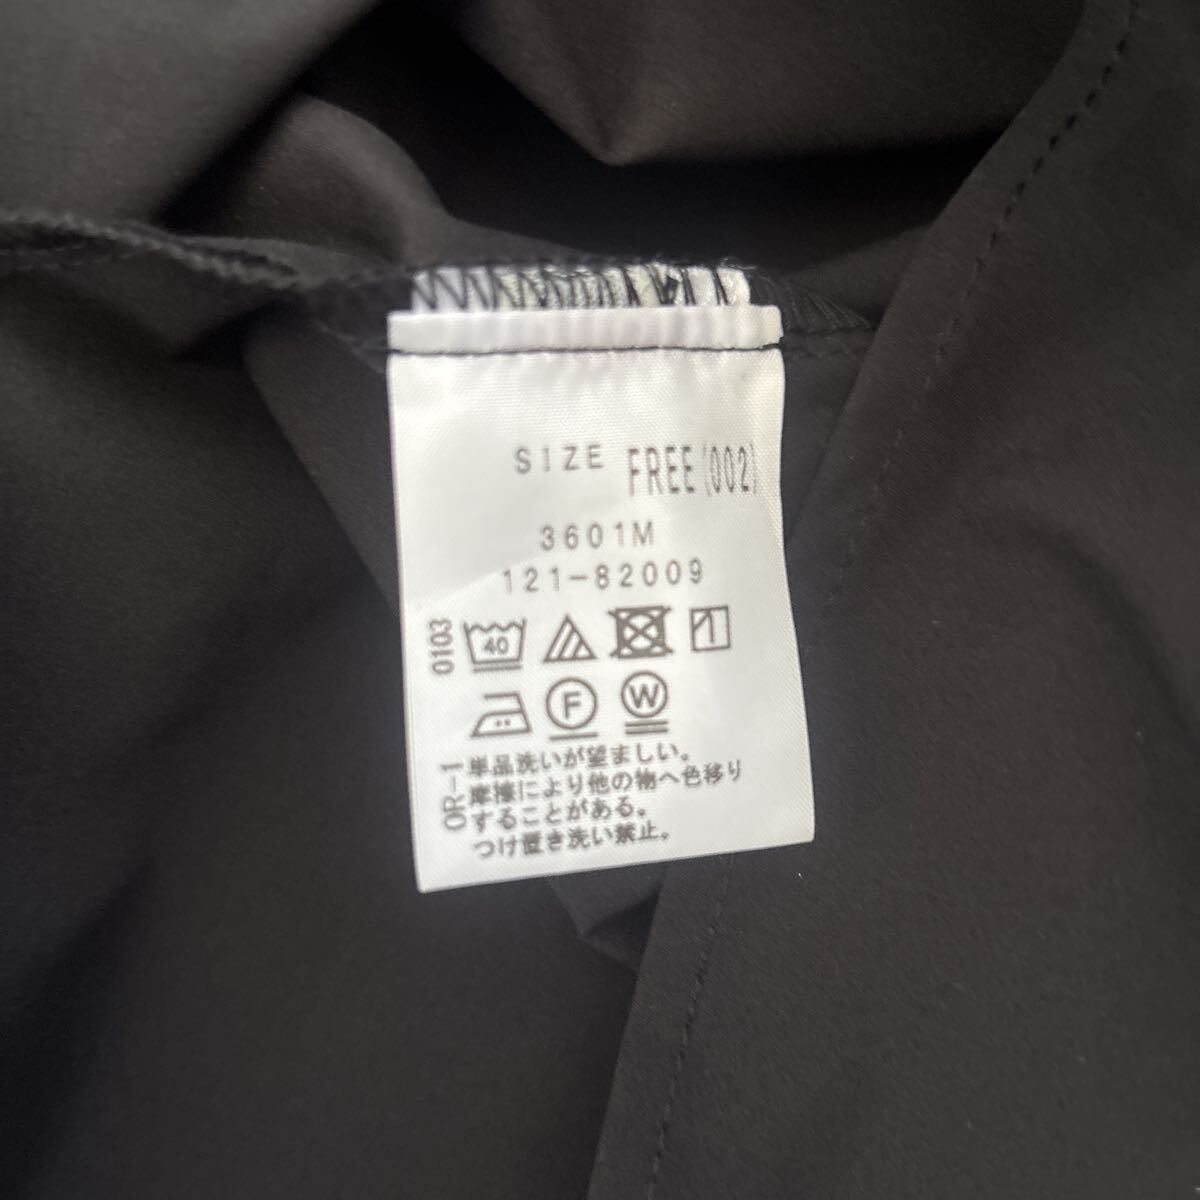 SIZE FREE(002)
3601M
121-82009
0103
40
F W
OR-1
単品洗いが望ましい。
摩擦により他の物へ色移り
することがある。
つけ置き洗い禁止。